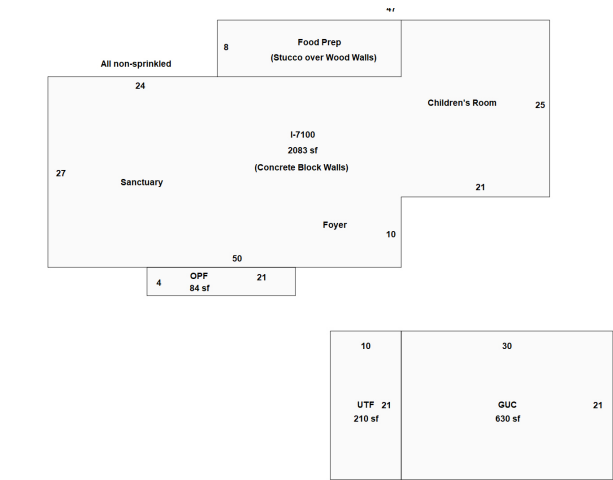 47
8
Food Prep
(Stucco over Wood Walls)
All non-sprinkled
24
Children's Room
25
I-7100
2083 sf
(Concrete Block Walls)
27
Sanctuary
21
Foyer
10
50
OPF
21
4
84 sf
10
30
UTF 21
GUC
21
210 sf
630 sf